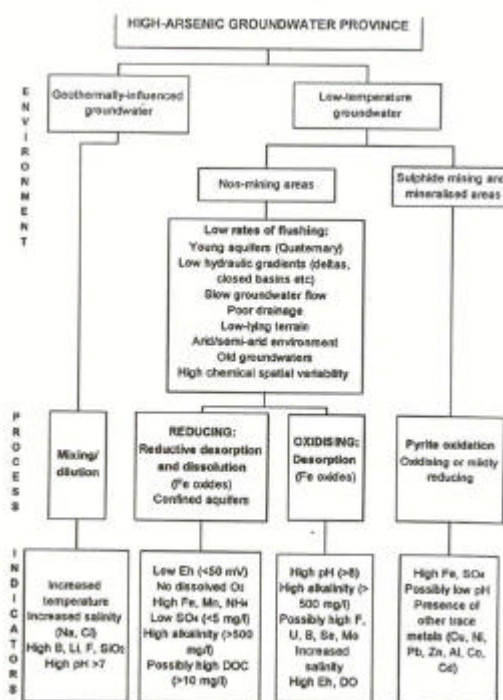 HIGH-ARSENIC GROUNDWATER PROVINCE
ENVIRONMENT
Geothermally-influenced
groundwater
Low-temperature
groundwater
Non-mining areas
Sulphide mining and
mineralised areas
Low rates of flushing:
Young aquifers (Quaternary)
Low hydraulic gradients (deltas,
closed basins etc)
Slow groundwater flow
Poor drainage
Low-lying terrain
Arid/semi-arid environment
Old groundwaters
High chemical spatial variability
PROCESS
Mixing/
dilution
REDUCING:
Reductive desorption
and dissolution
(Fe oxides)
Confined aquifers
OXIDISING:
Desorption
(Fe oxides)
Pyrite oxidation
Oxidising or mildly
reducing
INDICATORS
Increased
temperature
Increased salinity
(Na, Cl)
High B, Li, F, SiO₂
High pH >7
Low Eh (<50 mV)
No dissolved O₂
High Fe, Mn, NH₄
Low SO₄ (<5 mg/l)
High alkalinity (>500
mg/l)
Possibly high DOC
(>10 mg/l)
High pH (>8)
High alkalinity (>
500 mg/l)
Possibly high F,
U, B, Se, Mo
Increased
salinity
High Eh, DO
High Fe, SO₄
Possibly low pH
Presence of
other trace
metals (Cu, Ni,
Pb, Zn, Al, Co,
Cd)